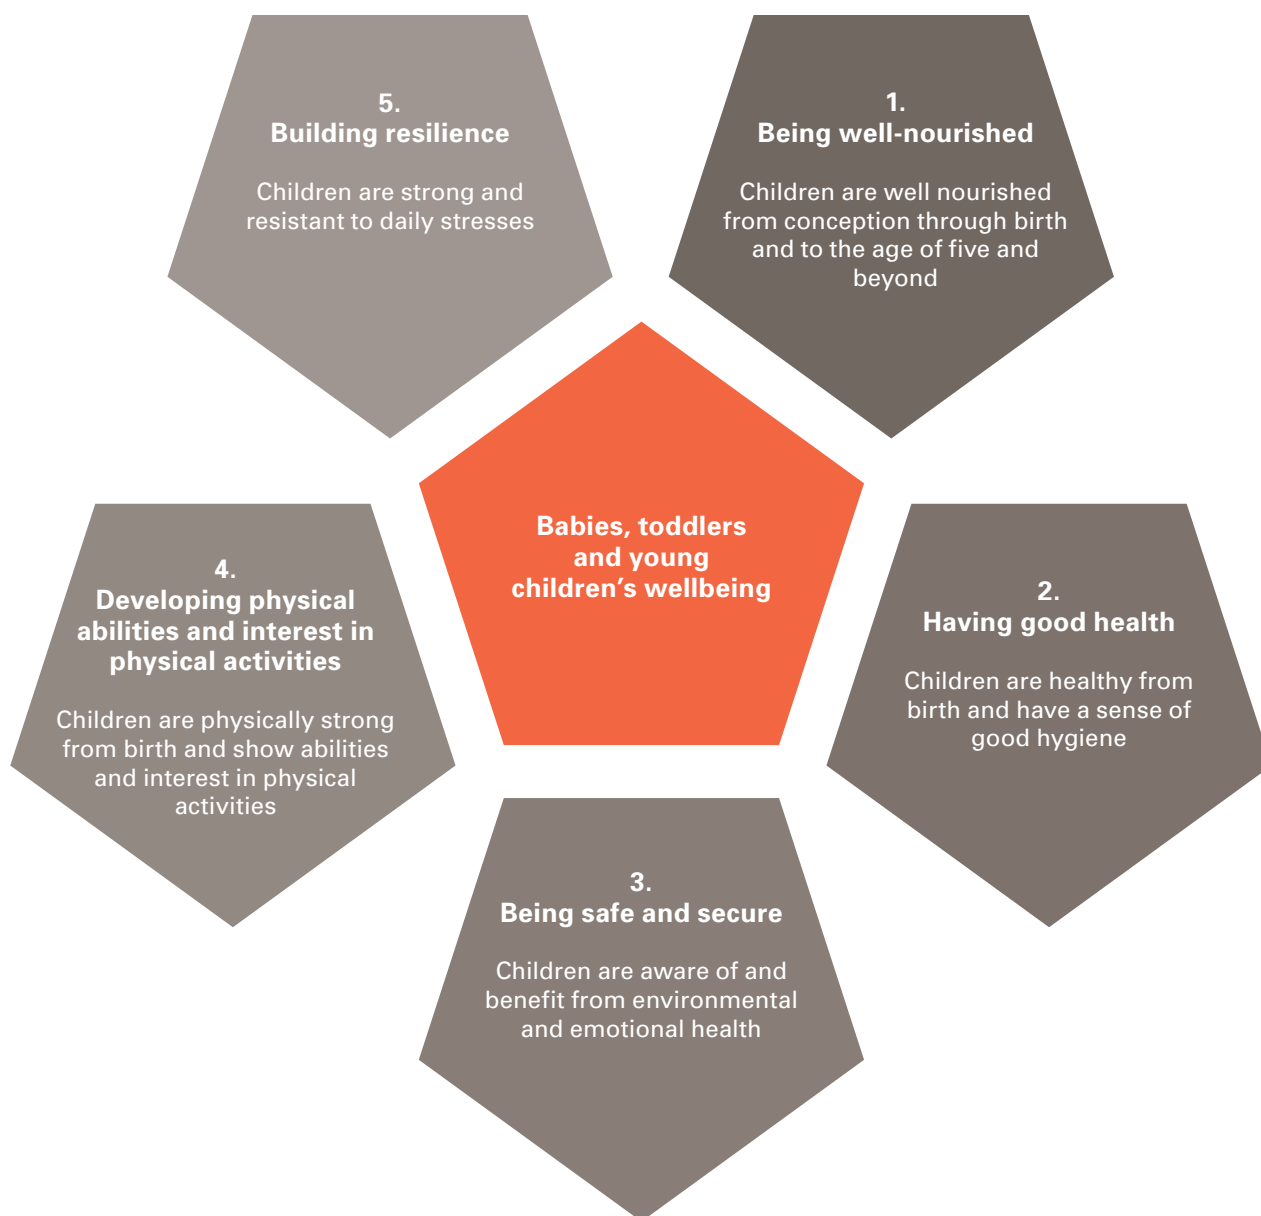 5.
Building resilience
Children are strong and
resistant to daily stresses
1.
Being well-nourished
Children are well nourished
from conception through birth
and to the age of five and
beyond
Babies, toddlers
and young
children’s wellbeing
4.
Developing physical
abilities and interest in
physical activities
Children are physically strong
from birth and show abilities
and interest in physical
activities
2.
Having good health
Children are healthy from
birth and have a sense of
good hygiene
3.
Being safe and secure
Children are aware of and
benefit from environmental
and emotional health